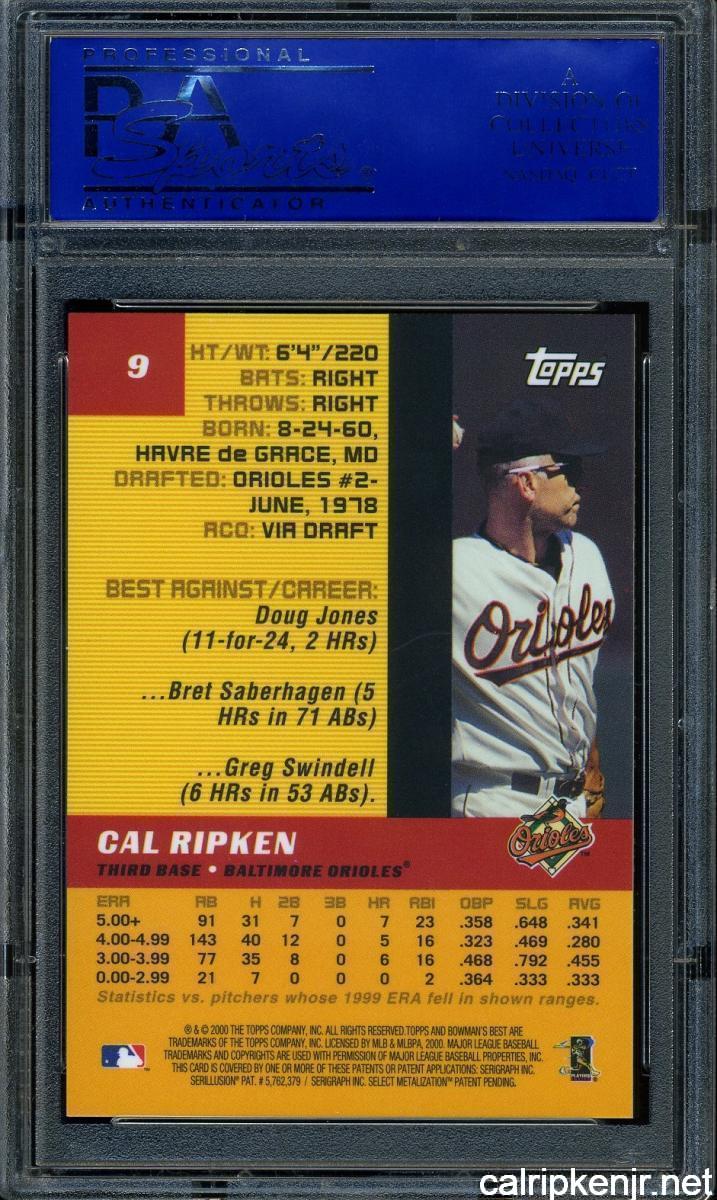 PROFESSIONAL
PSA
Sports®
AUTHENTICATOR
A
DIVISION OF
COLLECTORS
UNIVERSE
NASDAQ: CLCT
9
HT/WT: 6'4"/220
BATS: RIGHT
THROWS: RIGHT
BORN: 8-24-60,
HAVRE de GRACE, MD
DRAFTED: ORIOLES #2-
JUNE, 1978
ACQ: VIA DRAFT
BEST AGAINST/CAREER:
Doug Jones
(11-for-24, 2 HRs)
...Bret Saberhagen (5
HRs in 71 ABs)
...Greg Swindell
(6 HRs in 53 ABs).
TOPPS
Orioles
CAL RIPKEN
THIRD BASE • BALTIMORE ORIOLES®
Orioles
TM
ERA AB H 2B 3B HR RBI OBP SLG AVG
5.00+ 91 31 7 0 7 23 .358 .648 .341
4.00-4.99 143 40 12 0 5 16 .323 .469 .280
3.00-3.99 77 35 8 0 6 16 .468 .792 .455
0.00-2.99 21 7 0 0 0 2 .364 .333 .333
Statistics vs. pitchers whose 1999 ERA fell in shown ranges.
® & © 2000 THE TOPPS COMPANY, INC. ALL RIGHTS RESERVED. TOPPS AND BOWMAN'S BEST ARE
TRADEMARKS OF THE TOPPS COMPANY, INC. LICENSED BY MLB & MLBPA, 2000. MAJOR LEAGUE BASEBALL
TRADEMARKS AND COPYRIGHTS ARE USED WITH PERMISSION OF MAJOR LEAGUE BASEBALL PROPERTIES, INC.
THIS CARD IS COVERED BY ONE OR MORE OF THESE PATENTS OR PATENT APPLICATIONS: SERIGRAPH INC.
SERILLUSION PAT. # 5,762,379 / SERIGRAPH INC. SELECT METALIZATION™ PATENT PENDING.
PLAYERS
calripkenjr.net